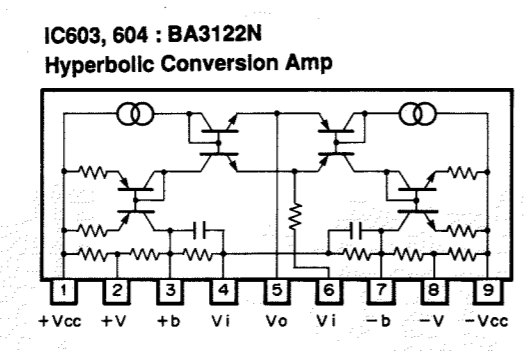 IC603, 604 : BA3122N
Hyperbolic Conversion Amp
1 2 3 4 5 6 7 8 9
+Vcc +V +b Vi Vo Vi -b -V -Vcc